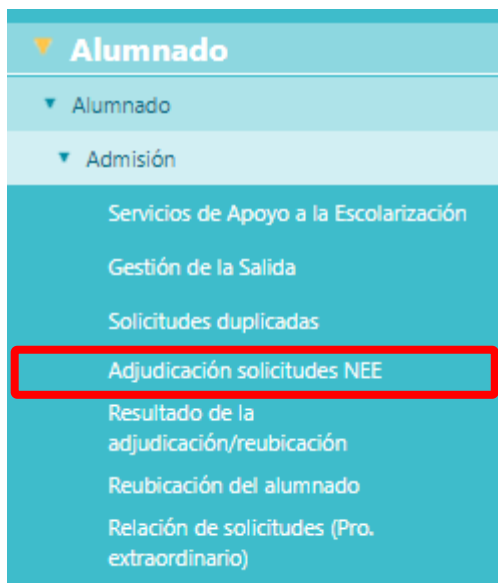 Alumnado
Alumnado
Admisión
Servicios de Apoyo a la Escolarización
Gestión de la Salida
Solicitudes duplicadas
Adjudicación solicitudes NEE
Resultado de la
adjudicación/reubicación
Reubicación del alumnado
Relación de solicitudes (Pro.
extraordinario)